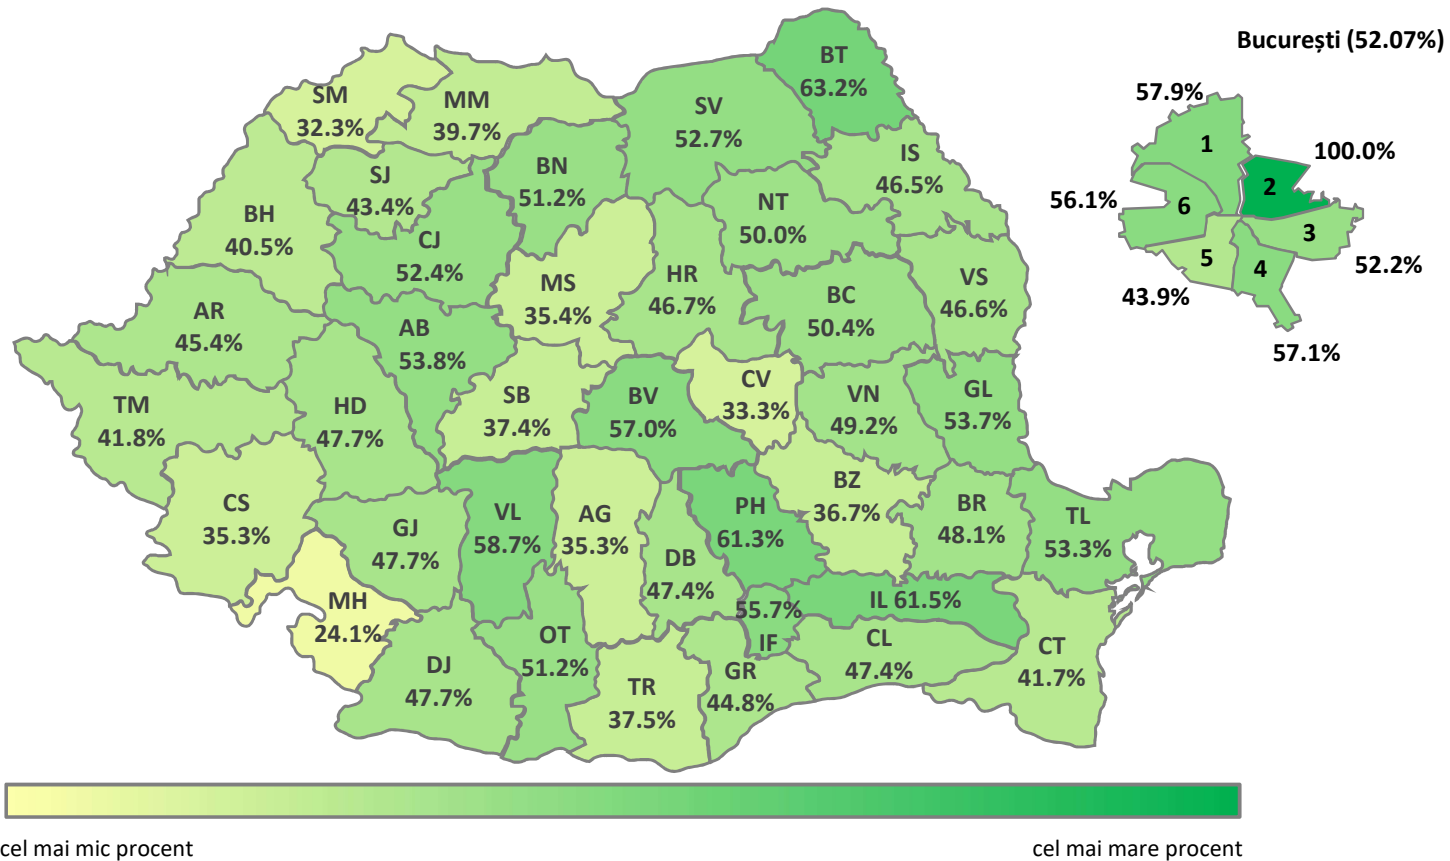 București (52.07%)
BT
63.2%
SM
32.3%
MM
39.7%
SV
52.7%
57.9%
1
100.0%
2
56.1%
6
3
5
4
52.2%
43.9%
57.1%
IS
46.5%
BN
51.2%
SJ
43.4%
NT
50.0%
BH
40.5%
CJ
52.4%
MS
35.4%
HR
46.7%
VS
46.6%
BC
50.4%
AR
45.4%
AB
53.8%
CV
33.3%
SB
37.4%
BV
57.0%
VN
49.2%
GL
53.7%
TM
41.8%
HD
47.7%
CS
35.3%
GJ
47.7%
VL
58.7%
AG
35.3%
PH
61.3%
BZ
36.7%
BR
48.1%
TL
53.3%
DB
47.4%
MH
24.1%
55.7%
IF
IL 61.5%
OT
51.2%
CL
47.4%
CT
41.7%
DJ
47.7%
TR
37.5%
GR
44.8%
cel mai mic procent
cel mai mare procent